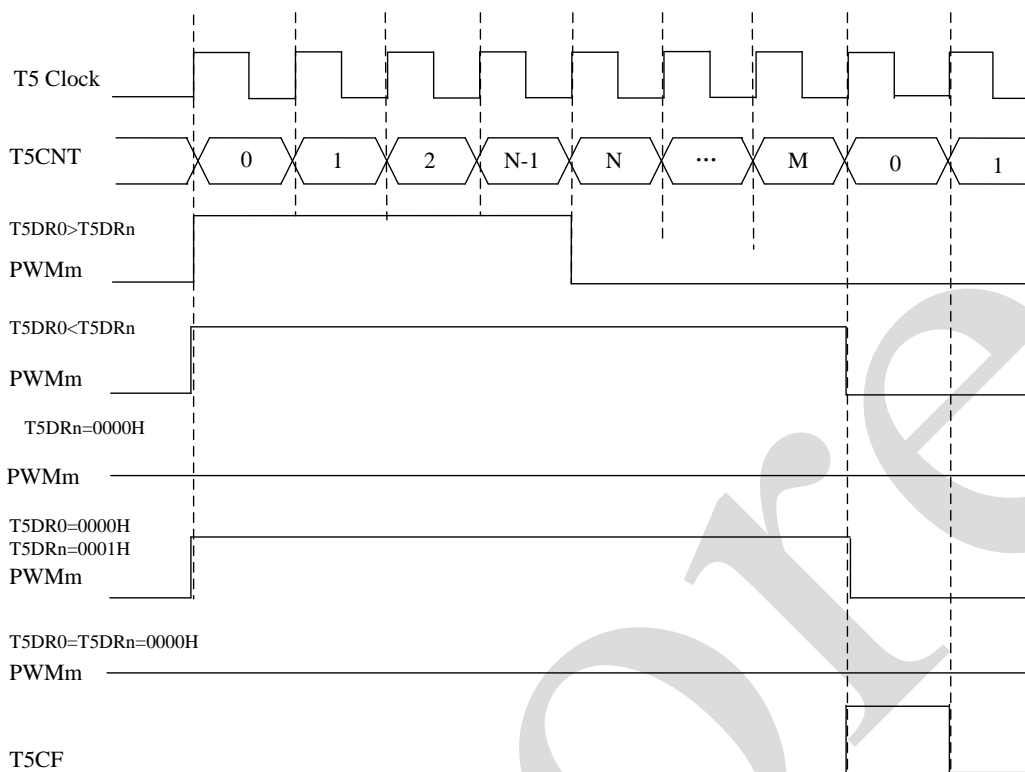 T5 Clock
T5CNT 0 1 2 N-1 N ... M 0 1
T5DR0>T5DRn
PWMm
T5DR0<T5DRn
PWMm
T5DRn=0000H
PWMm
T5DR0=0000H
T5DRn=0001H
PWMm
T5DR0=T5DRn=0000H
PWMm
T5CF
ore